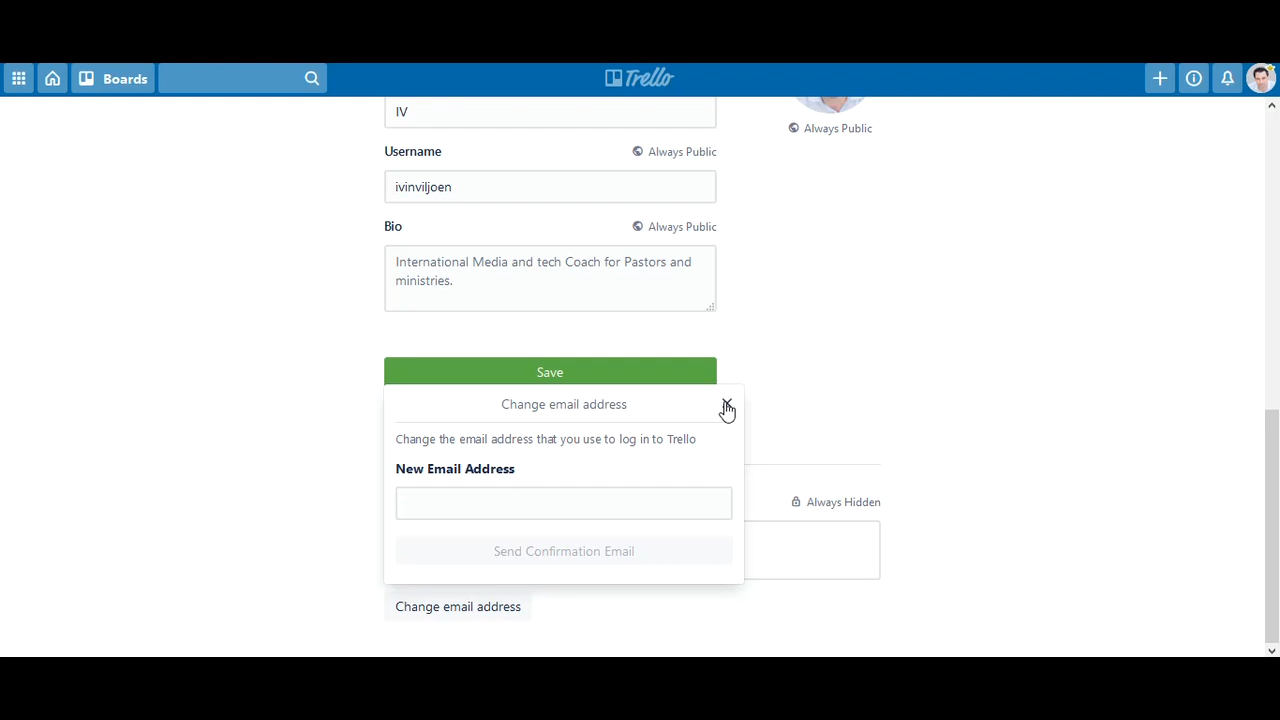 Boards
Trello
Always Public
IV
Username
Always Public
ivinviljoen
Bio
Always Public
International Media and tech Coach for Pastors and
ministries.
Save
Change email address
Change the email address that you use to log in to Trello
New Email Address
Always Hidden
Send Confirmation Email
Change email address